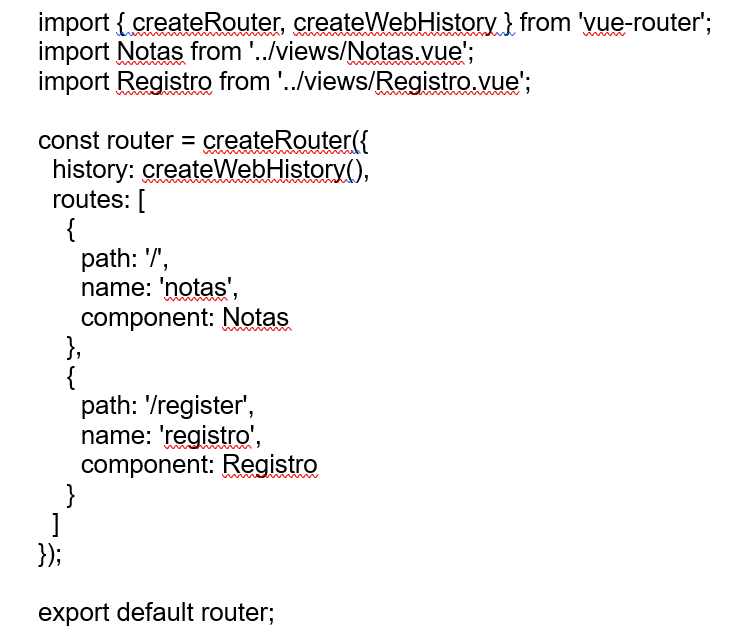 import { createRouter, createWebHistory } from 'vue-router';
import Notas from '../views/Notas.vue';
import Registro from '../views/Registro.vue';

const router = createRouter({
  history: createWebHistory(),
  routes: [
    {
      path: '/',
      name: 'notas',
      component: Notas
    },
    {
      path: '/register',
      name: 'registro',
      component: Registro
    }
  ]
});

export default router;